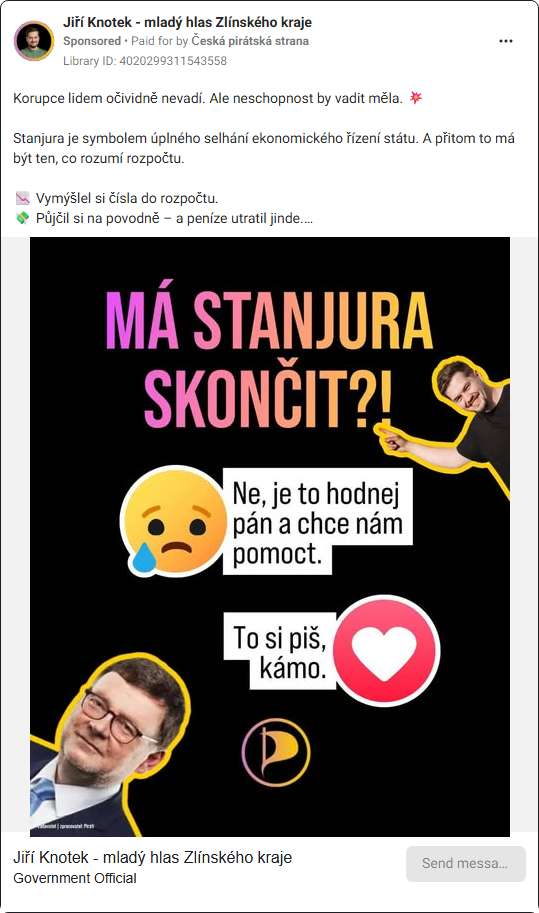 Jiří Knotek - mladý hlas Zlínského kraje
Sponsored • Paid for by Česká pirátská strana
Library ID: 4020299311543558
Korupce lidem očividně nevadí. Ale neschopnost by vadit měla.
Stanjura je symbolem úplného selhání ekonomického řízení státu. A přitom to má
být ten, co rozumí rozpočtu.
Vymýšlel si čísla do rozpočtu.
Půjčil si na povodně – a peníze utratil jinde....
MÁ STANJURA
SKONČIT?!
Ne, je to hodnej
pán a chce nám
pomoct.
To si piš,
kámo.
zpracovatel Piráti
Jiří Knotek - mladý hlas Zlínského kraje
Government Official
Send messa...